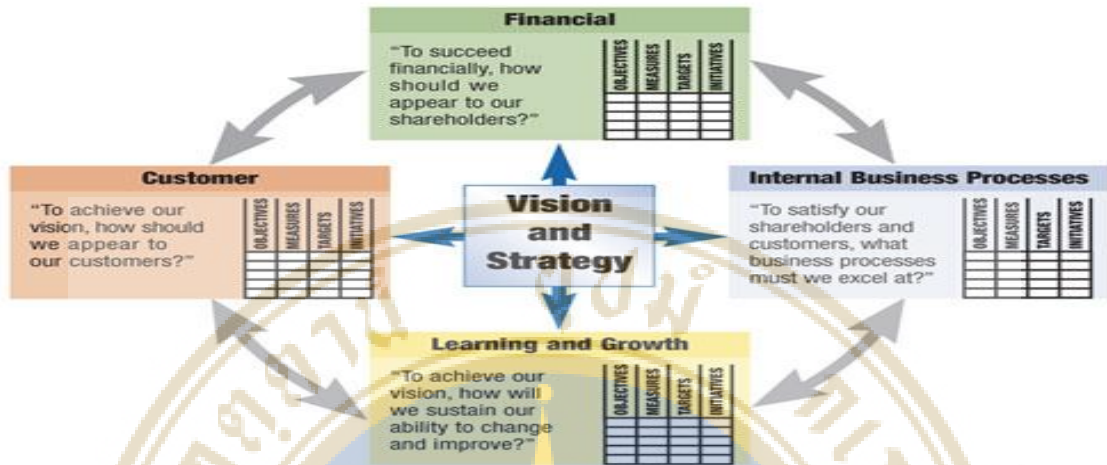 Financial
“To succeed
financially, how
should we
appear to our
shareholders?”
OBJECTIVES
MEASURES
TARGETS
INITIATIVES
Customer
“To achieve our
vision, how should
we appear to
our customers?”
OBJECTIVES
MEASURES
TARGETS
INITIATIVES
Vision
and
Strategy
Internal Business Processes
“To satisfy our
shareholders and
customers, what
business processes
must we excel at?”
OBJECTIVES
MEASURES
TARGETS
INITIATIVES
Learning and Growth
“To achieve our
vision, how will
we sustain our
ability to change
and improve?”
OBJECTIVES
MEASURES
TARGETS
INITIATIVES